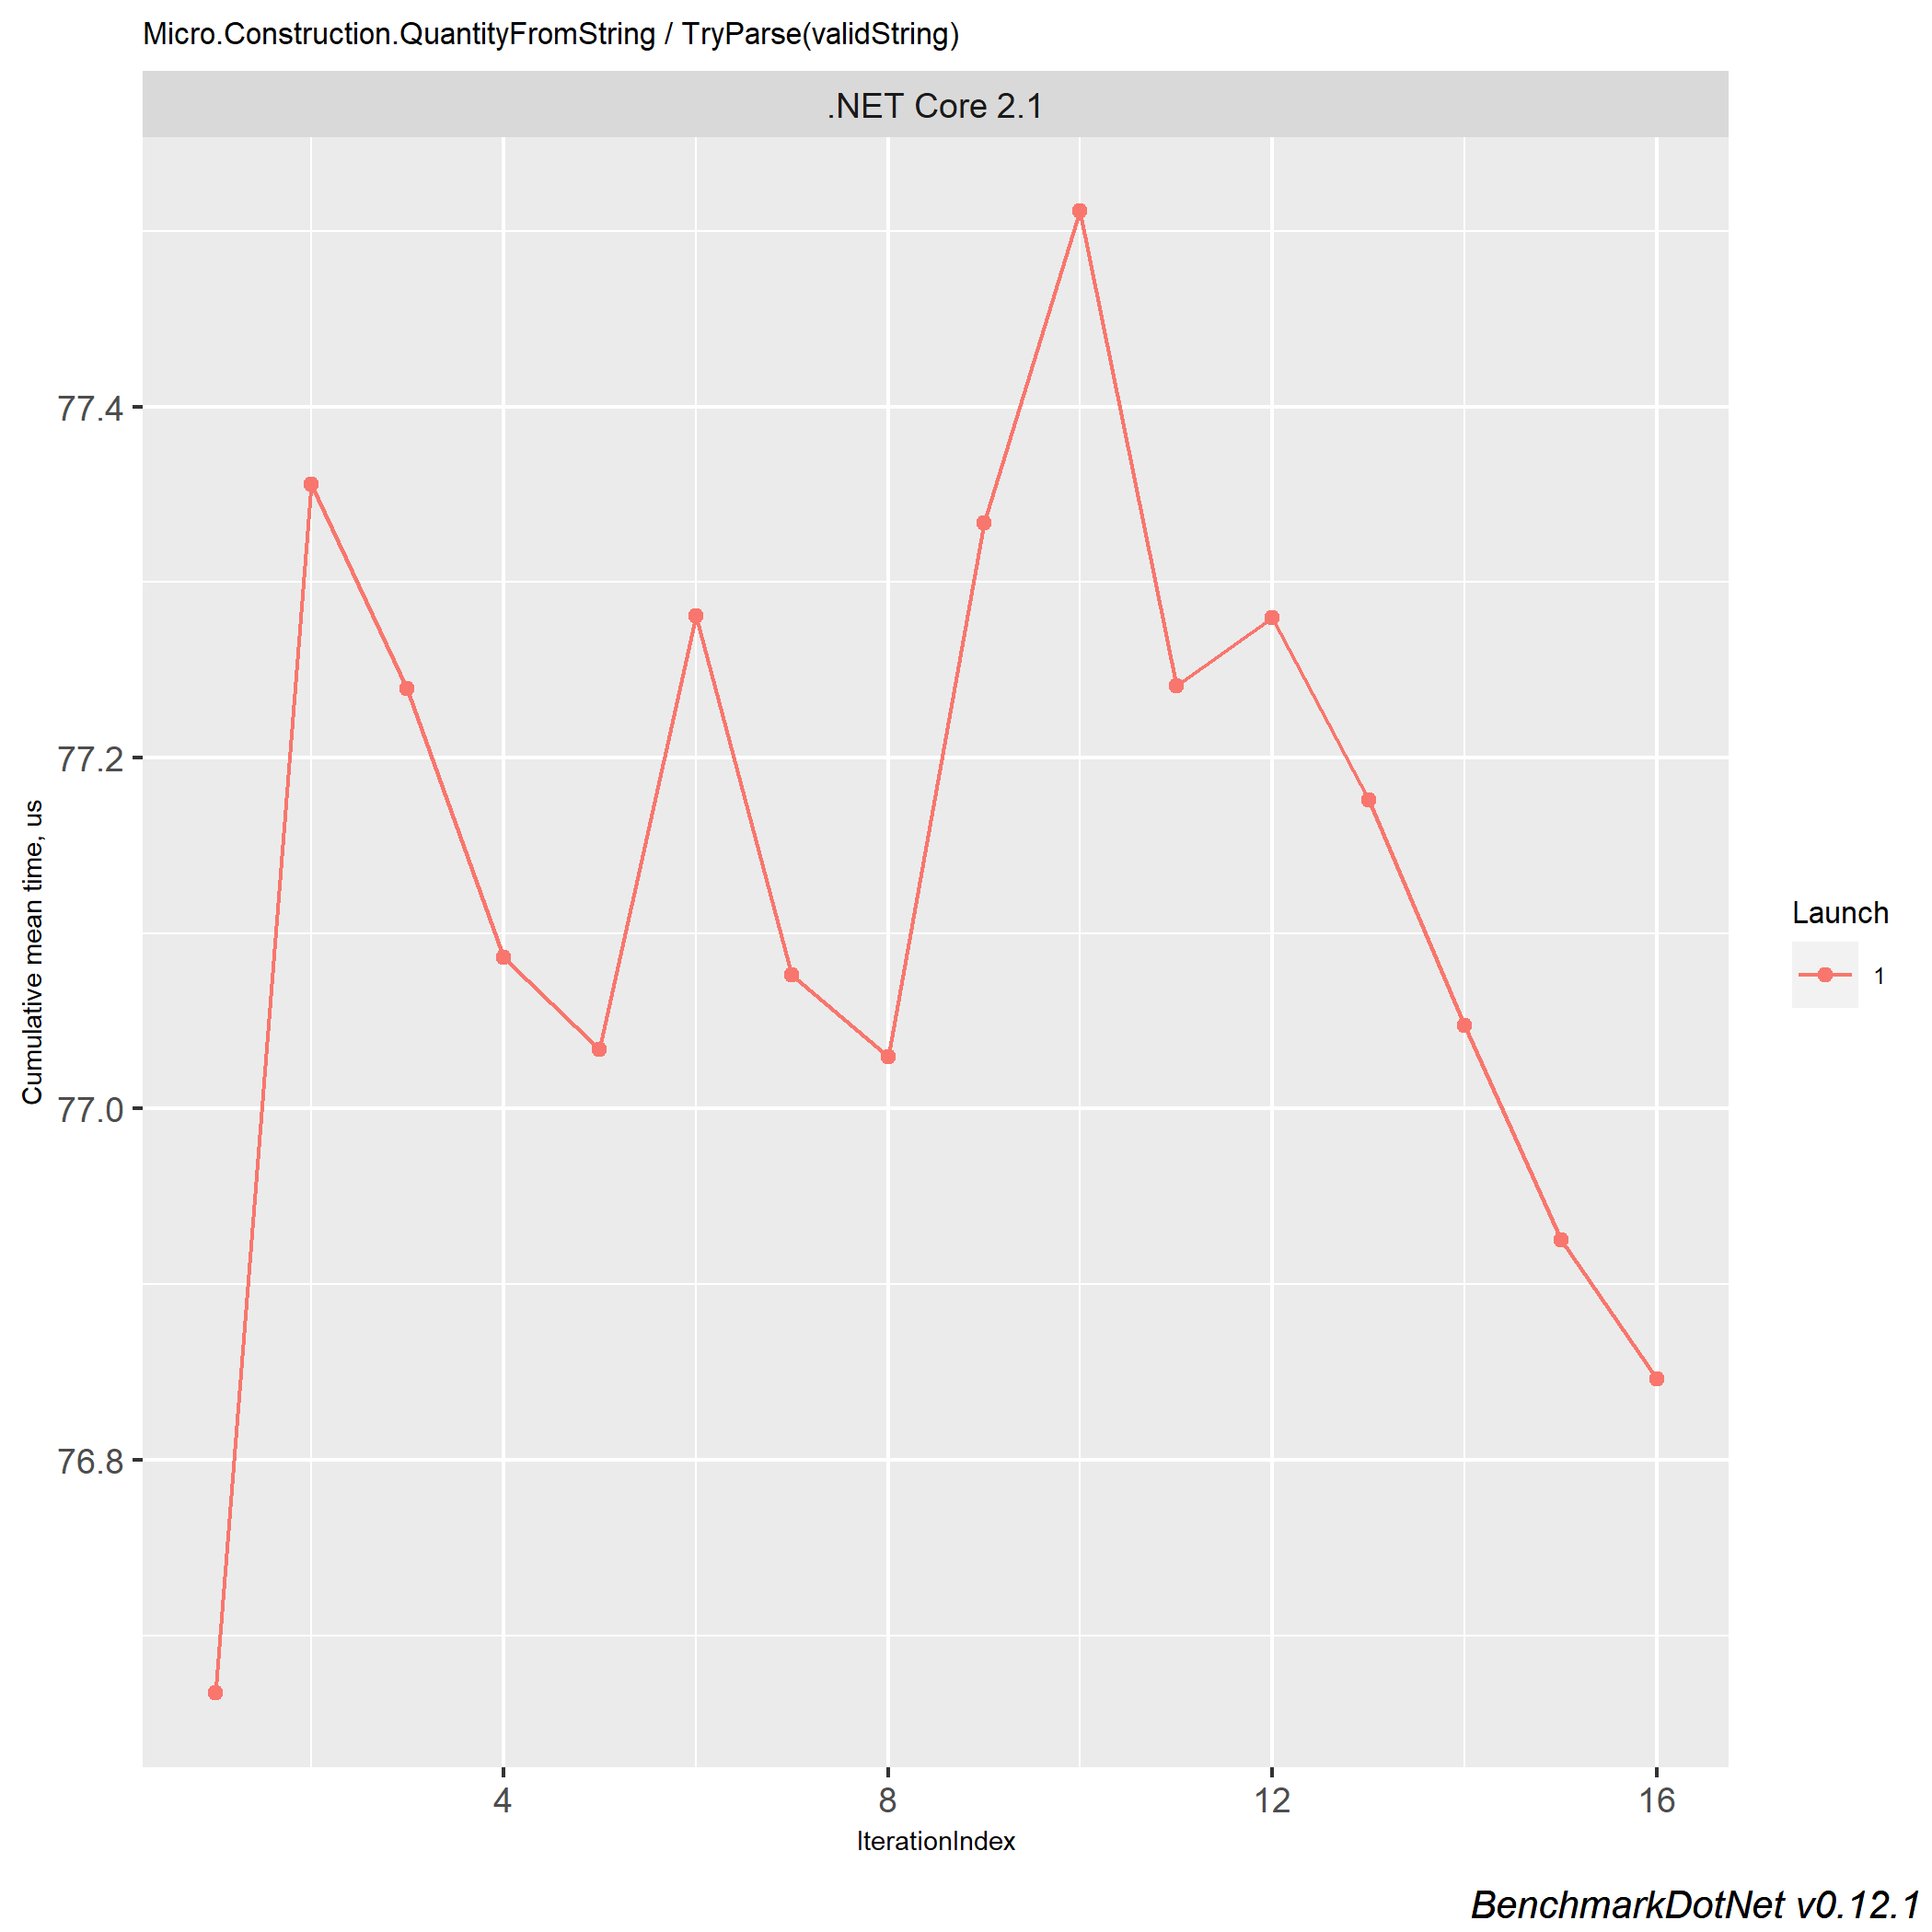 Micro.Construction.QuantityFromString / TryParse(validString)
.NET Core 2.1
77.4
77.2
77.0
76.8
Cumulative mean time, us
4
8
12
16
IterationIndex
Launch
1
BenchmarkDotNet v0.12.1